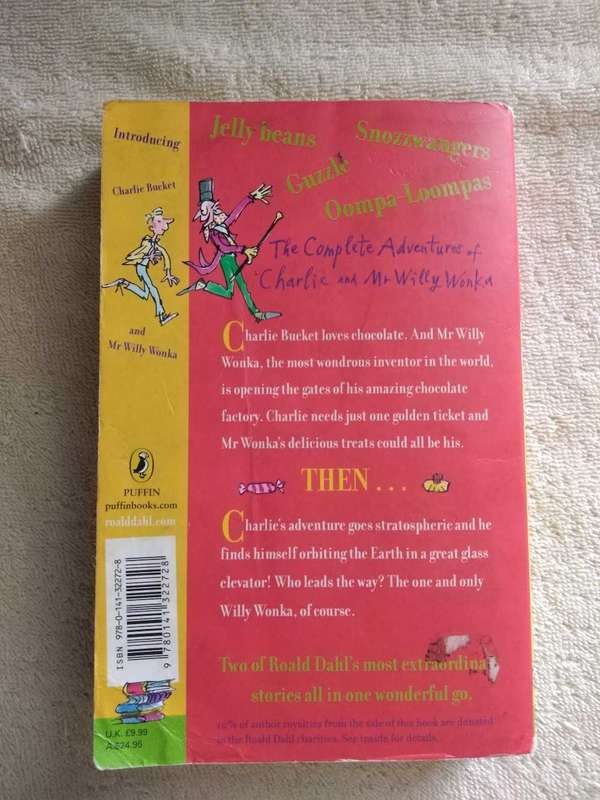 Introducing
Charlie Bucket
and
Mr Willy Wonka
Jelly beans
Snozzwangers
Guzzle
Oompa-Loompas
The Complete Adventures of
Charlie and Mr Willy Wonka
Charlie Bucket loves chocolate. And Mr Willy
Wonka, the most wondrous inventor in the world,
is opening the gates of his amazing chocolate
factory. Charlie needs just one golden ticket and
Mr Wonka's delicious treats could all be his.
THEN...
Charlie's adventure goes stratospheric and he
finds himself orbiting the Earth in a great glass
elevator! Who leads the way? The one and only
Willy Wonka, of course.
Two of Roald Dahl's most extraordina
stories all in one wonderful go.
10% of author royalties from the sale of this book are donated
to the Roald Dahl charities. See inside for details.
PUFFIN
puffinbooks.com
roalddahl.com
ISBN 978-0-141-32272-8
9 780141 322728
U.K. £9.99
A.$24.95